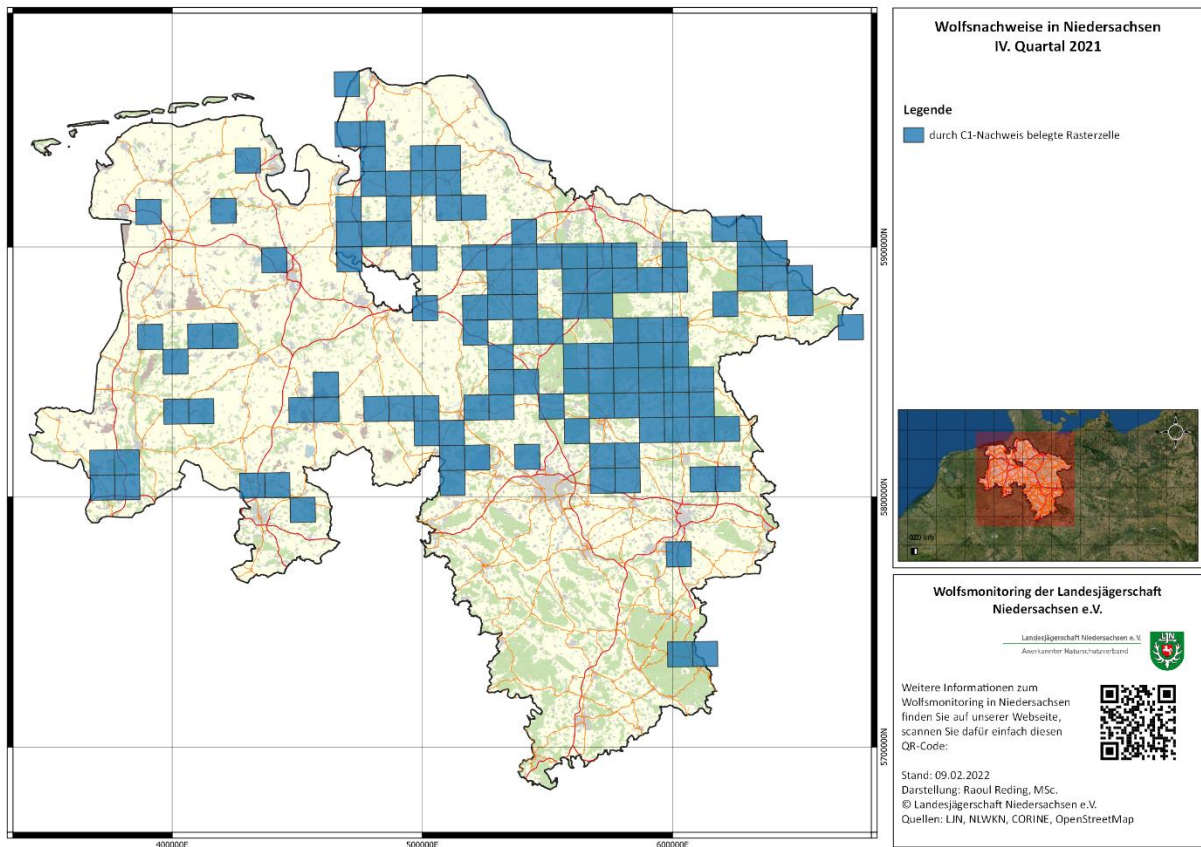 Wolfsnachweise in Niedersachsen
IV. Quartal 2021
Legende
durch C1-Nachweis belegte Rasterzelle
5900000N
5800000N
5700000N
400000E
500000E
600000E
Wolfsmonitoring der Landesjägerschaft
Niedersachsen e.V.
Landesjägerschaft Niedersachsen e. V.
Anerkannter Naturschutzverband
LJN
Weitere Informationen zum
Wolfsmonitoring in Niedersachsen
finden Sie auf unserer Webseite,
scannen Sie dafür einfach diesen
QR-Code:
Stand: 09.02.2022
Darstellung: Raoul Reding, MSc.
© Landesjägerschaft Niedersachsen e.V.
Quellen: LJN, NLWKN, CORINE, OpenStreetMap